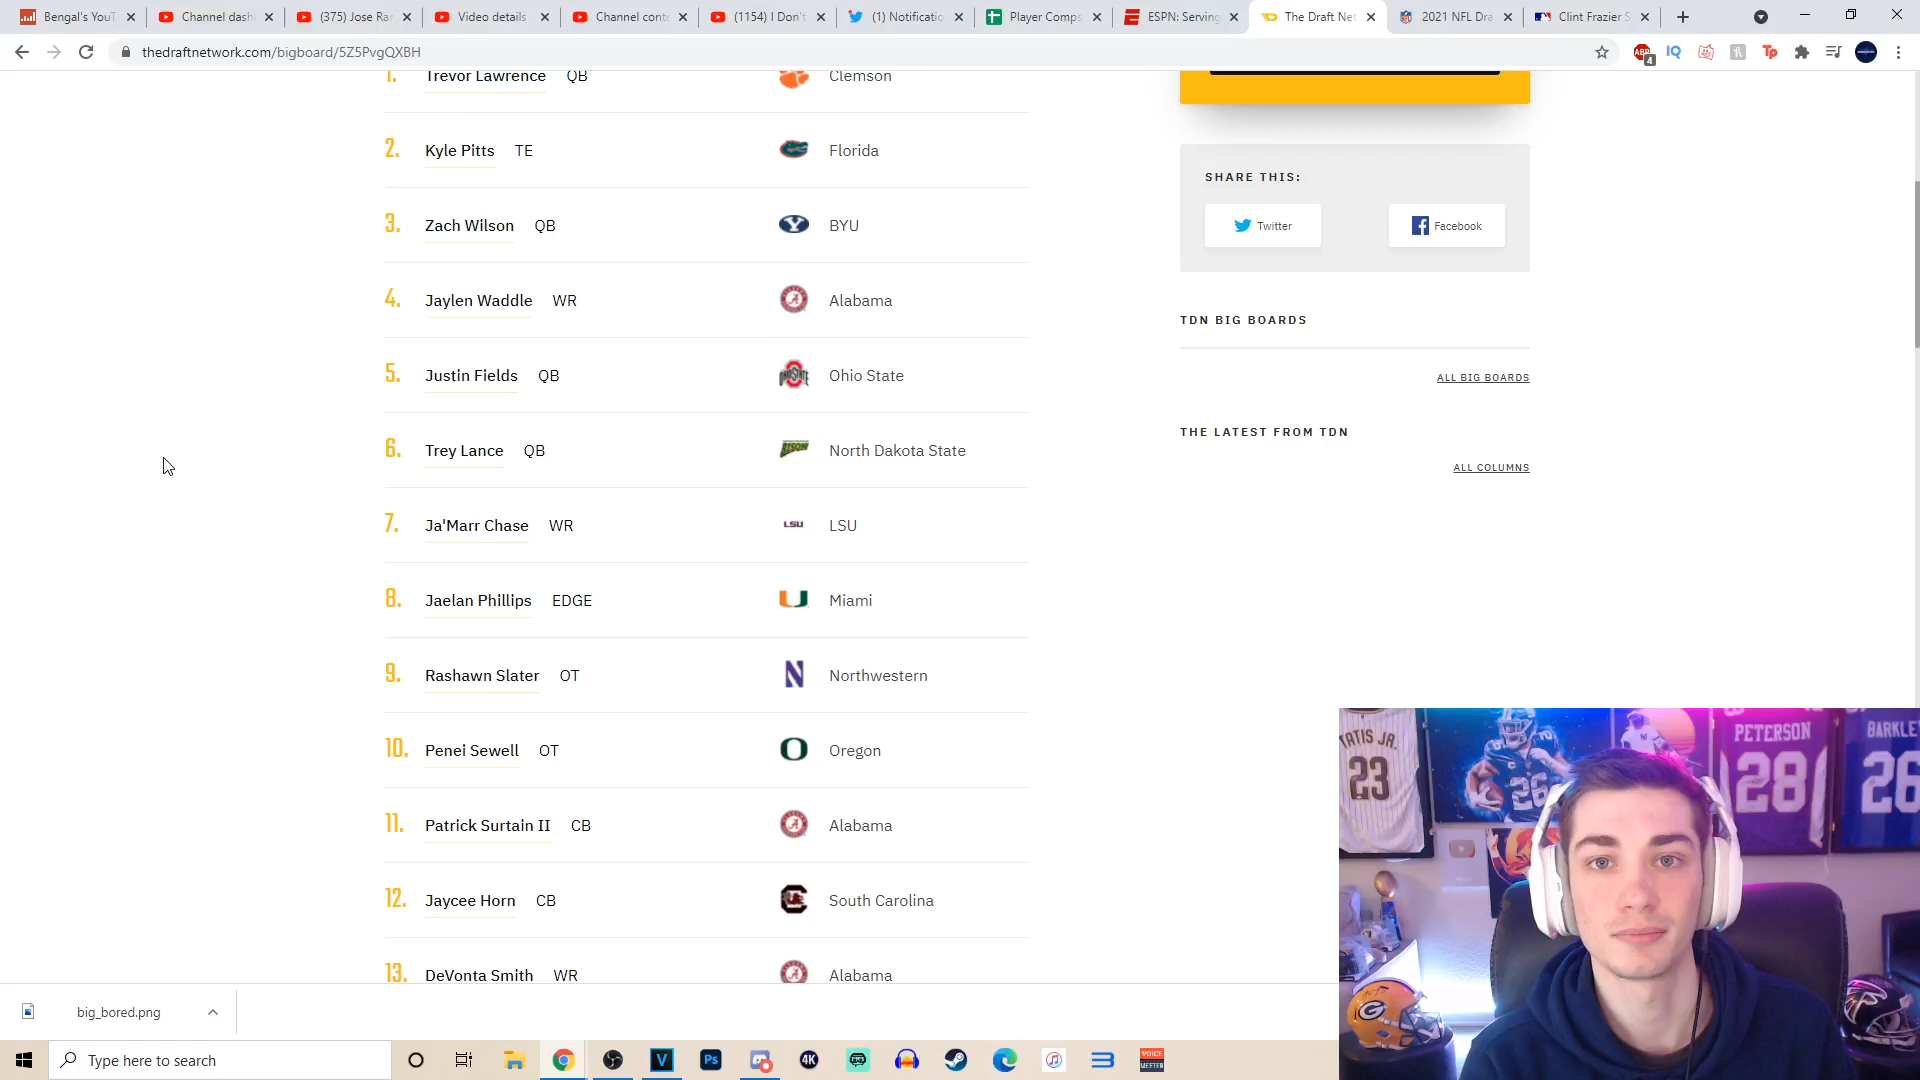 Bengal's YouT
Channel dash
(375) Jose Ra
Video details
Channel cont
(1154) I Don't
(1) Notificatio
Player Comps
ESPN: Serving
The Draft Net
2021 NFL Dra
Clint Frazier S
thedraftnetwork.com/bigboard/5Z5PvgQXBH
4
1. Trevor Lawrence QB Clemson
2. Kyle Pitts TE Florida
3. Zach Wilson QB BYU
4. Jaylen Waddle WR Alabama
5. Justin Fields QB Ohio State
6. Trey Lance QB North Dakota State
7. Ja'Marr Chase WR LSU
8. Jaelan Phillips EDGE Miami
9. Rashawn Slater OT Northwestern
10. Penei Sewell OT Oregon
11. Patrick Surtain II CB Alabama
12. Jaycee Horn CB South Carolina
13. DeVonta Smith WR Alabama
SHARE THIS:
Twitter
Facebook
TDN BIG BOARDS
ALL BIG BOARDS
THE LATEST FROM TDN
ALL COLUMNS
TATIS JR.
23
26
PETERSON
28
BARKLE
26
big_bored.png
Type here to search